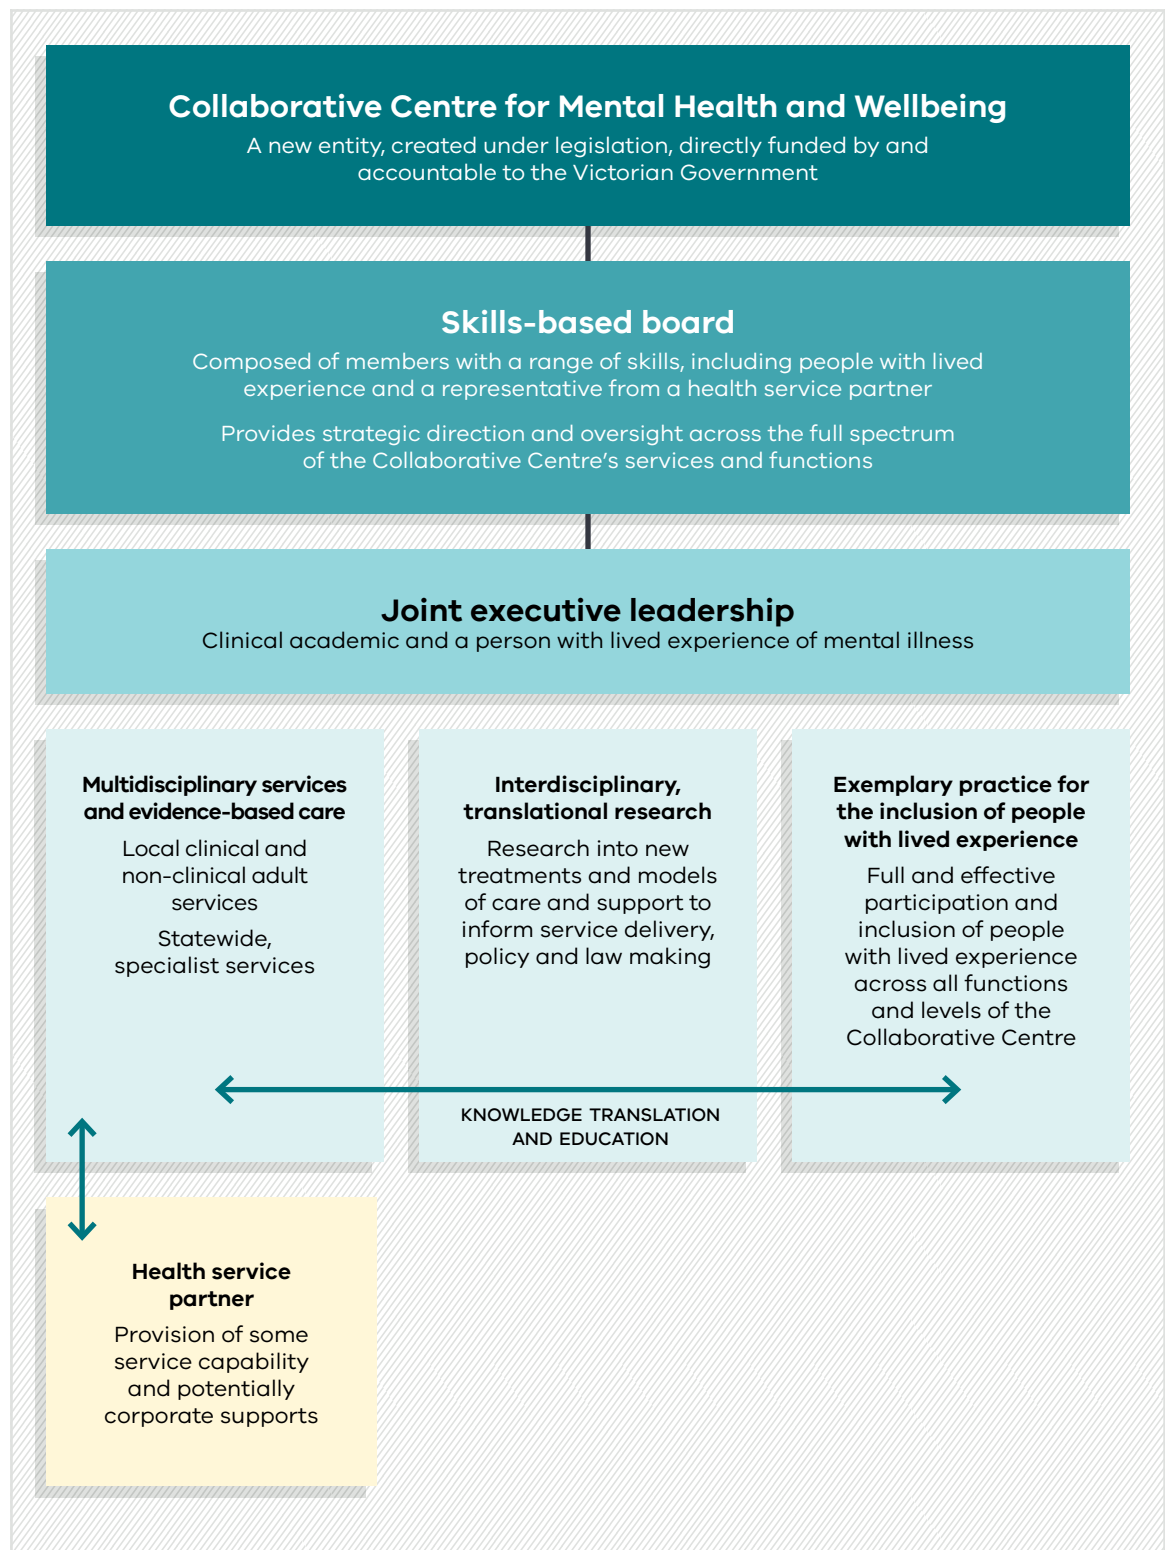 Collaborative Centre for Mental Health and Wellbeing
A new entity, created under legislation, directly funded by and
accountable to the Victorian Government
Skills-based board
Composed of members with a range of skills, including people with lived
experience and a representative from a health service partner
Provides strategic direction and oversight across the full spectrum
of the Collaborative Centre’s services and functions
Joint executive leadership
Clinical academic and a person with lived experience of mental illness
Multidisciplinary services
and evidence-based care
Local clinical and
non-clinical adult
services
Statewide,
specialist services
Interdisciplinary,
translational research
Research into new
treatments and models
of care and support to
inform service delivery,
policy and law making
Exemplary practice for
the inclusion of people
with lived experience
Full and effective
participation and
inclusion of people
with lived experience
across all functions
and levels of the
Collaborative Centre
KNOWLEDGE TRANSLATION
AND EDUCATION
Health service
partner
Provision of some
service capability
and potentially
corporate supports